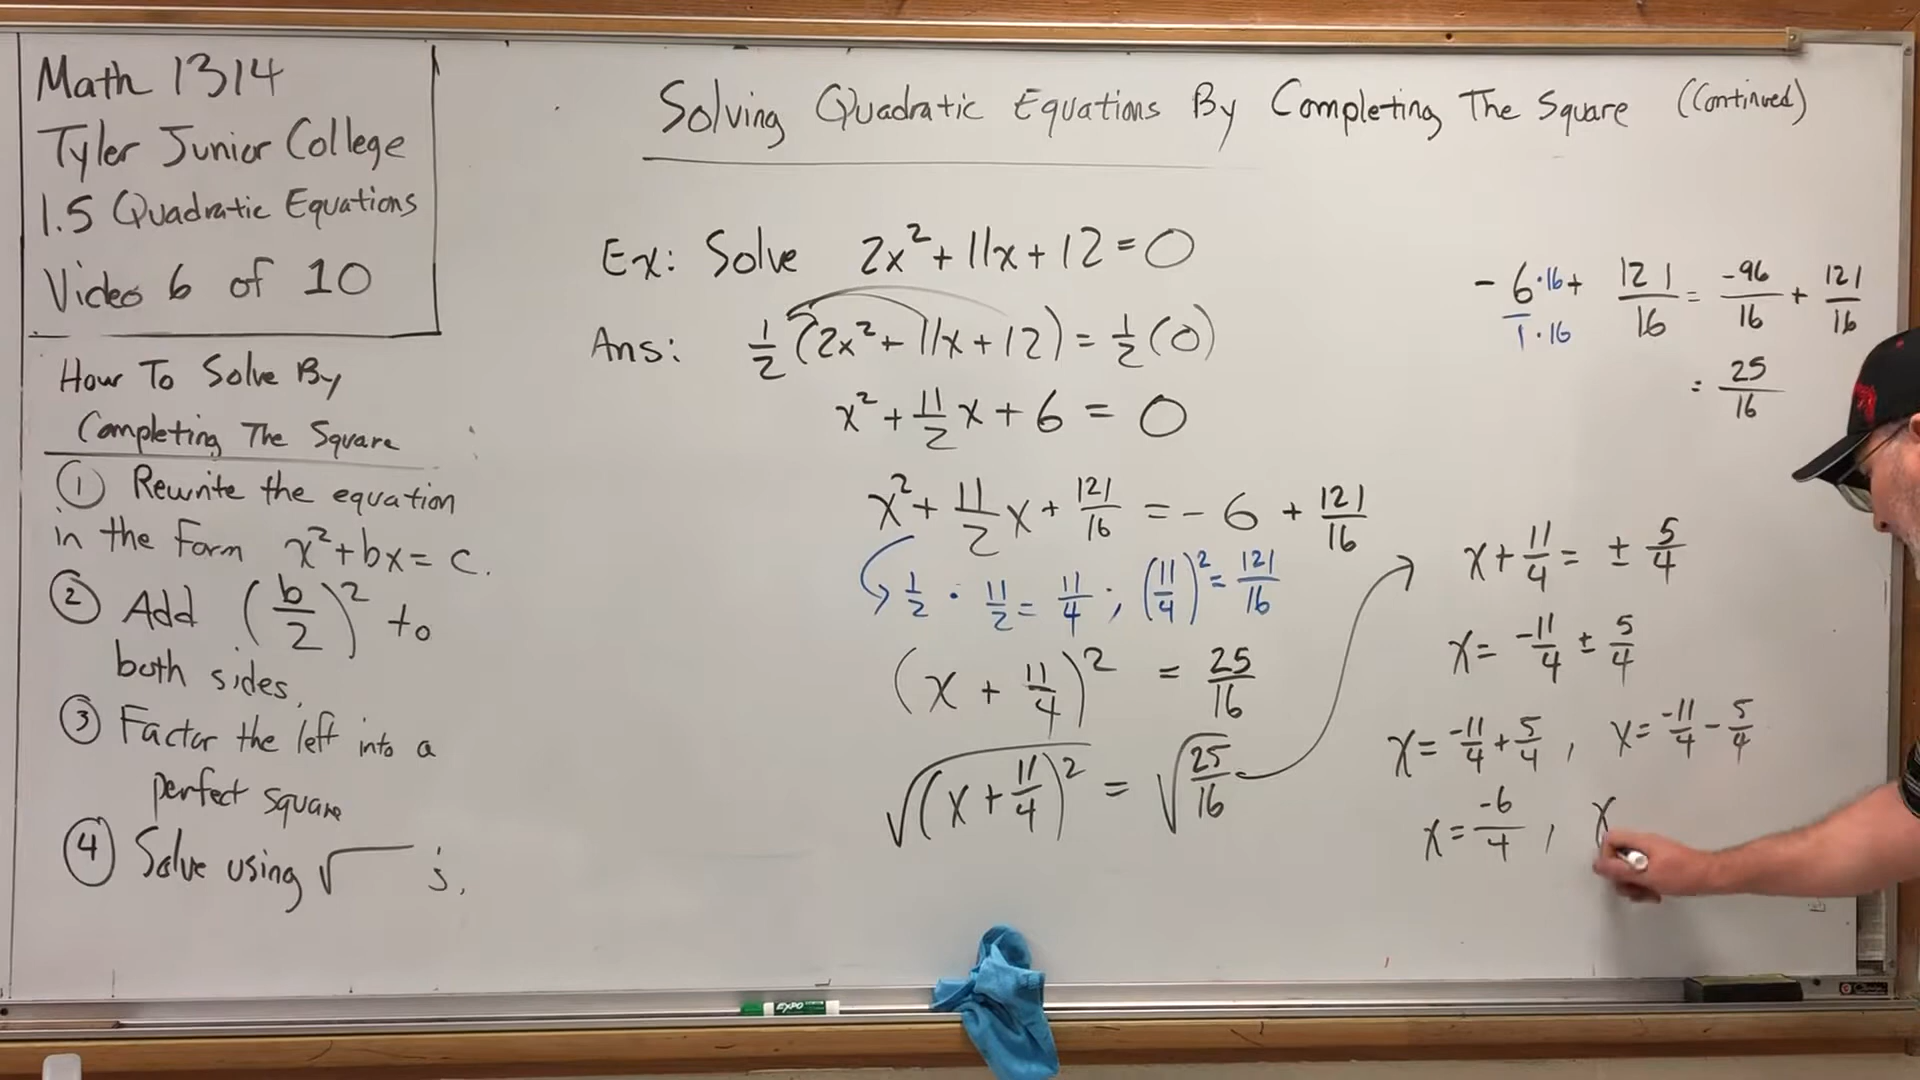 Math 1314
Tyler Junior College
1.5 Quadratic Equations
Video 6 of 10
How To Solve By
Completing The Square
① Rewrite the equation
in the form x²+bx= c.
② Add (b/2)² to
both sides.
③ Factor the left into a
perfect square
④ Solve using √ 's.
Solving Quadratic Equations By Completing The Square (Continued)
Ex: Solve 2x²+11x+12=0
Ans: 1/2(2x²+11x+12)=1/2(0)
x²+11/2x+6 = 0
x²+11/2x+121/16 = -6 + 121/16
1/2 · 11/2 = 11/4 ; (11/4)² = 121/16
(x + 11/4)² = 25/16
√(x+11/4)² = √25/16
-6·16/1·16 + 121/16 = -96/16 + 121/16
= 25/16
x+11/4 = ± 5/4
x = -11/4 ± 5/4
x = -11/4 + 5/4 , x = -11/4 - 5/4
x = -6/4 , x
EXPO